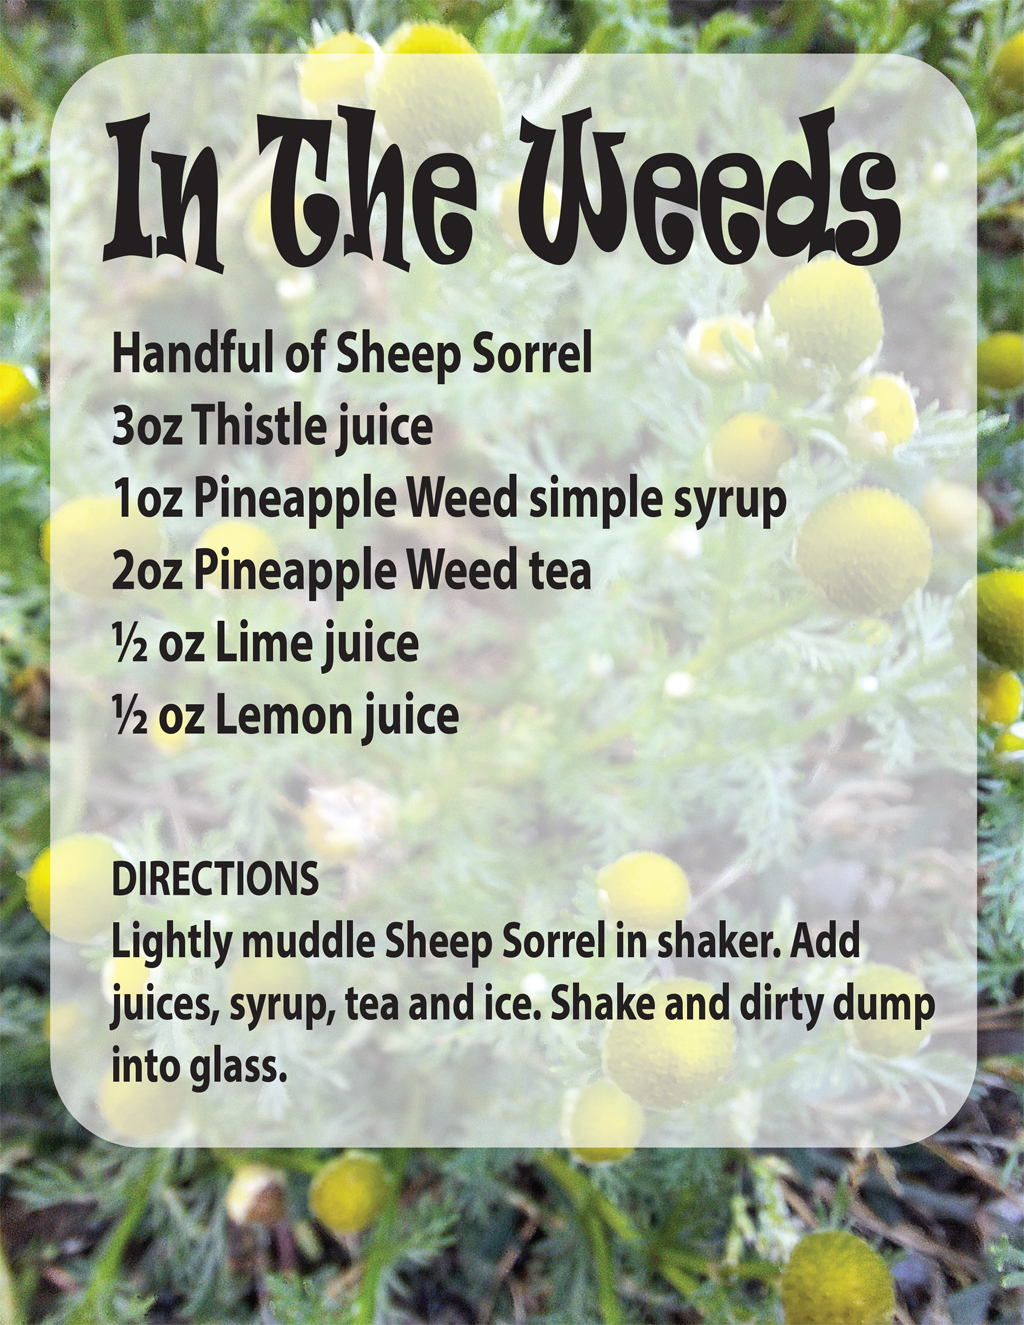 In The Weeds
Handful of Sheep Sorrel
3oz Thistle juice
1oz Pineapple Weed simple syrup
2oz Pineapple Weed tea
½ oz Lime juice
½ oz Lemon juice
DIRECTIONS
Lightly muddle Sheep Sorrel in shaker. Add
juices, syrup, tea and ice. Shake and dirty dump
into glass.